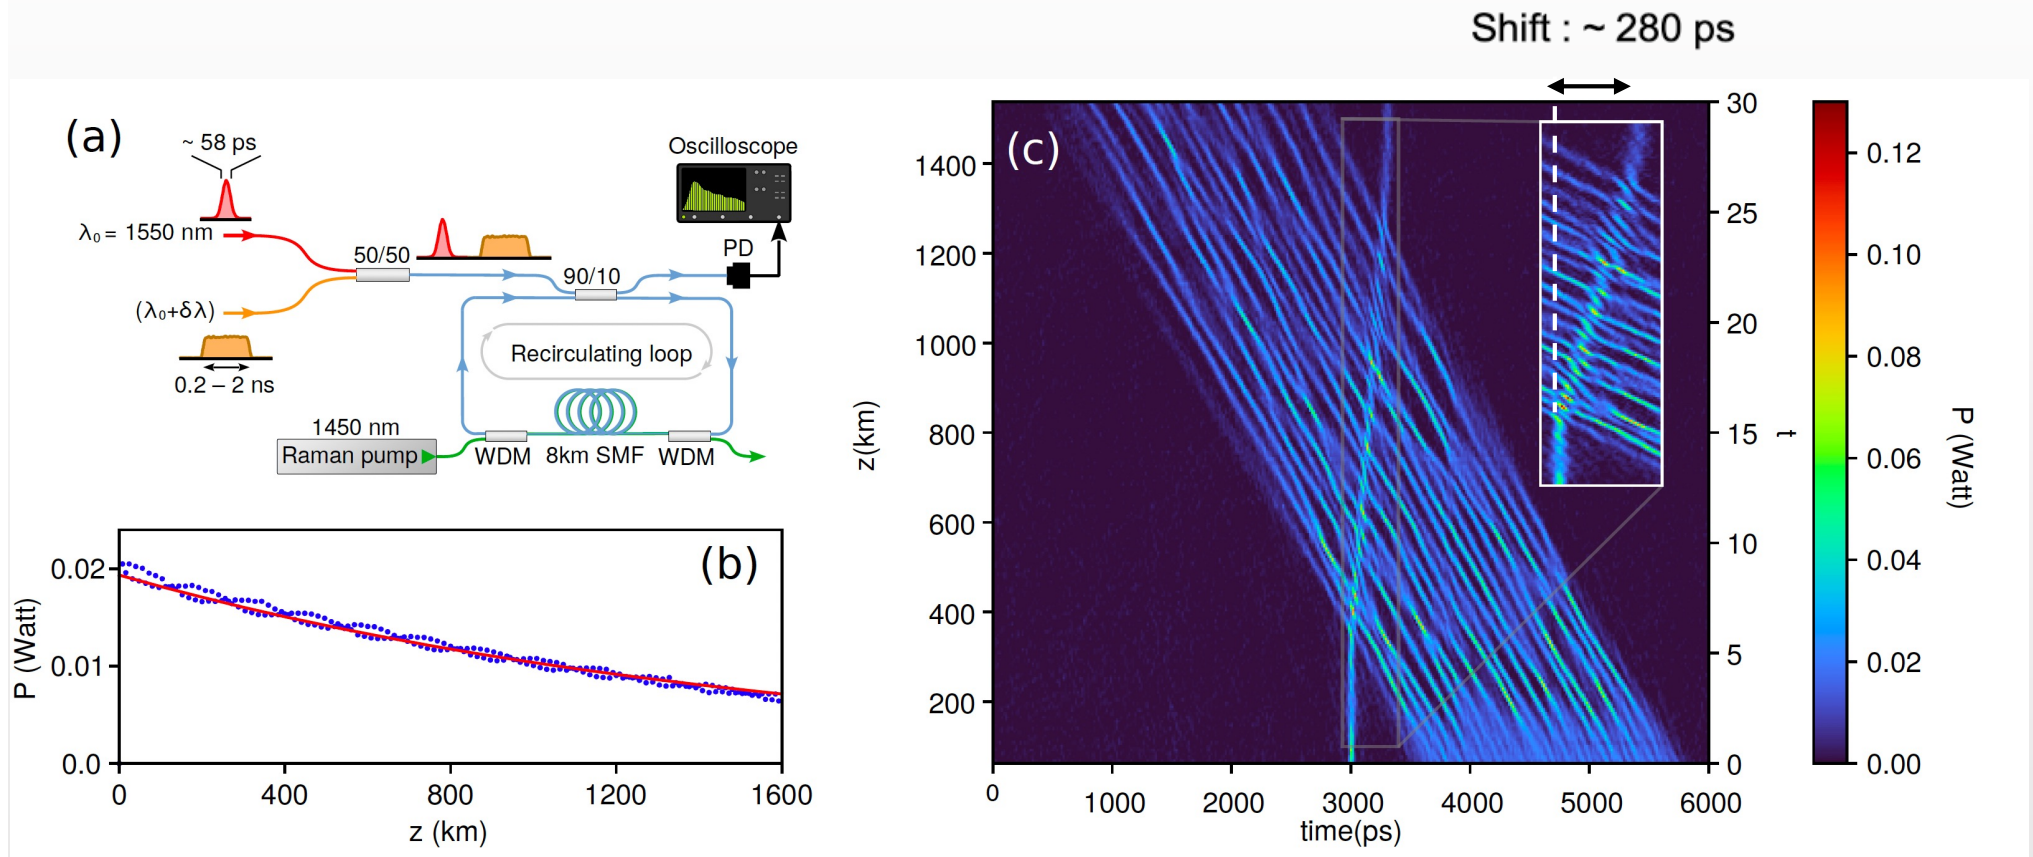 Shift : ~ 280 ps
(a)
~ 58 ps
λ₀ = 1550 nm
(λ₀+δλ)
0.2 – 2 ns
50/50
90/10
Oscilloscope
PD
Recirculating loop
1450 nm
Raman pump
WDM
8km SMF
WDM
(b)
P (Watt)
0.02
0.01
0.0
0
400
800
1200
1600
z (km)
(c)
z(km)
1400
1200
1000
800
600
400
200
0
1000
2000
3000
4000
5000
6000
time(ps)
30
25
20
15
10
5
0
t
0.12
0.10
0.08
0.06
0.04
0.02
0.00
P (Watt)